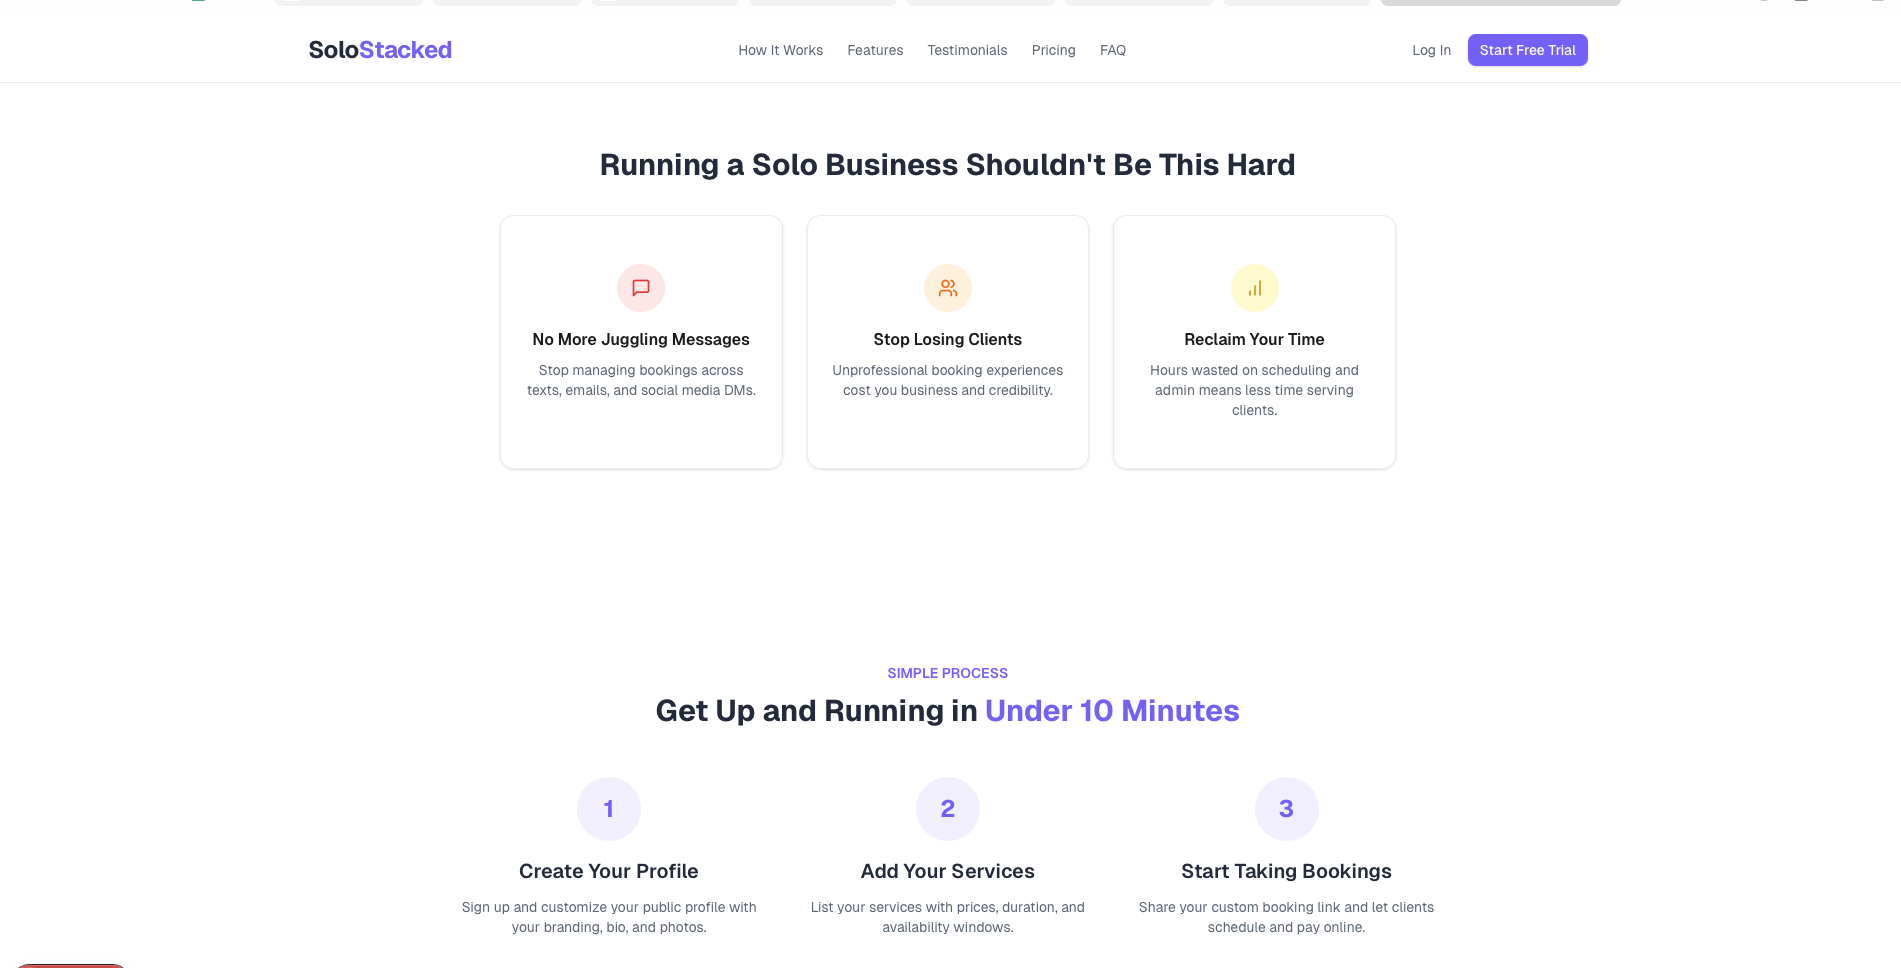 SoloStacked
How It Works
Features
Testimonials
Pricing
FAQ
Log In
Start Free Trial
Running a Solo Business Shouldn't Be This Hard
No More Juggling Messages
Stop managing bookings across
texts, emails, and social media DMs.
Stop Losing Clients
Unprofessional booking experiences
cost you business and credibility.
Reclaim Your Time
Hours wasted on scheduling and
admin means less time serving
clients.
SIMPLE PROCESS
Get Up and Running in Under 10 Minutes
1
Create Your Profile
Sign up and customize your public profile with
your branding, bio, and photos.
2
Add Your Services
List your services with prices, duration, and
availability windows.
3
Start Taking Bookings
Share your custom booking link and let clients
schedule and pay online.